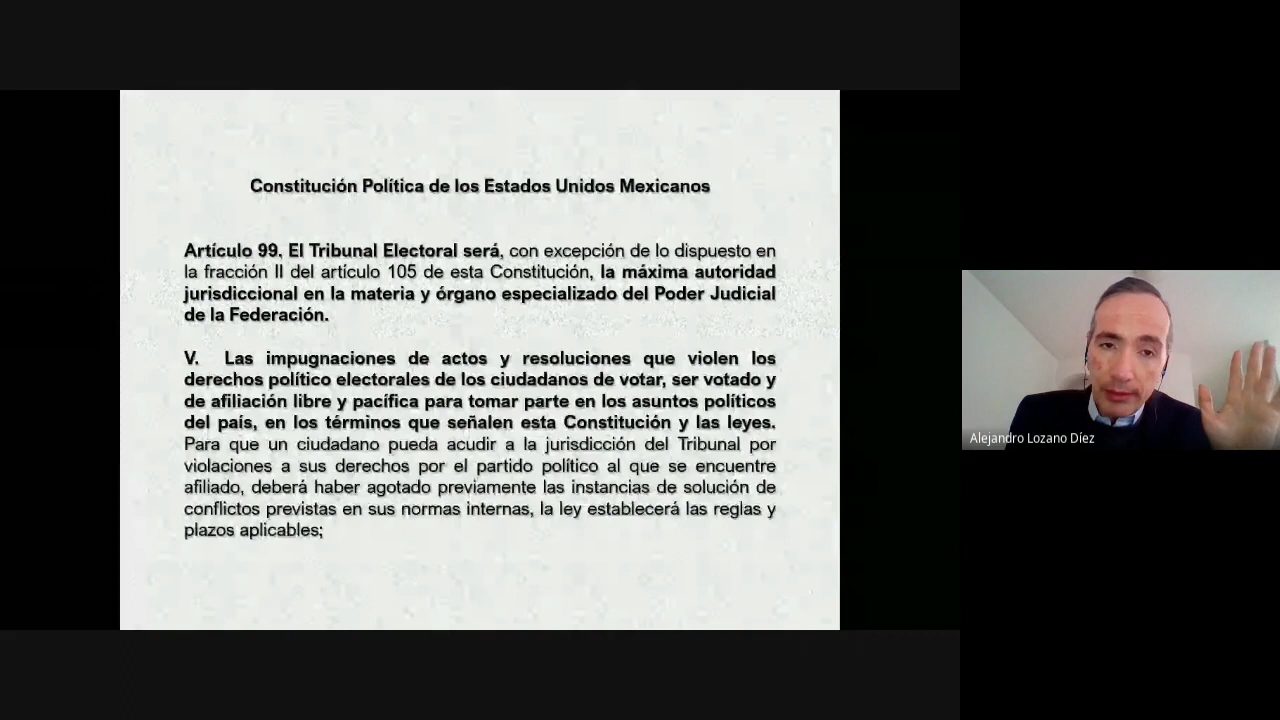 Constitución Política de los Estados Unidos Mexicanos
Artículo 99. El Tribunal Electoral será, con excepción de lo dispuesto en
la fracción II del artículo 105 de esta Constitución, la máxima autoridad
jurisdiccional en la materia y órgano especializado del Poder Judicial
de la Federación.
V. Las impugnaciones de actos y resoluciones que violen los
derechos político electorales de los ciudadanos de votar, ser votado y
de afiliación libre y pacífica para tomar parte en los asuntos políticos
del país, en los términos que señalen esta Constitución y las leyes.
Para que un ciudadano pueda acudir a la jurisdicción del Tribunal por
violaciones a sus derechos por el partido político al que se encuentre
afiliado, deberá haber agotado previamente las instancias de solución de
conflictos previstas en sus normas internas, la ley establecerá las reglas y
plazos aplicables;
Alejandro Lozano Díez